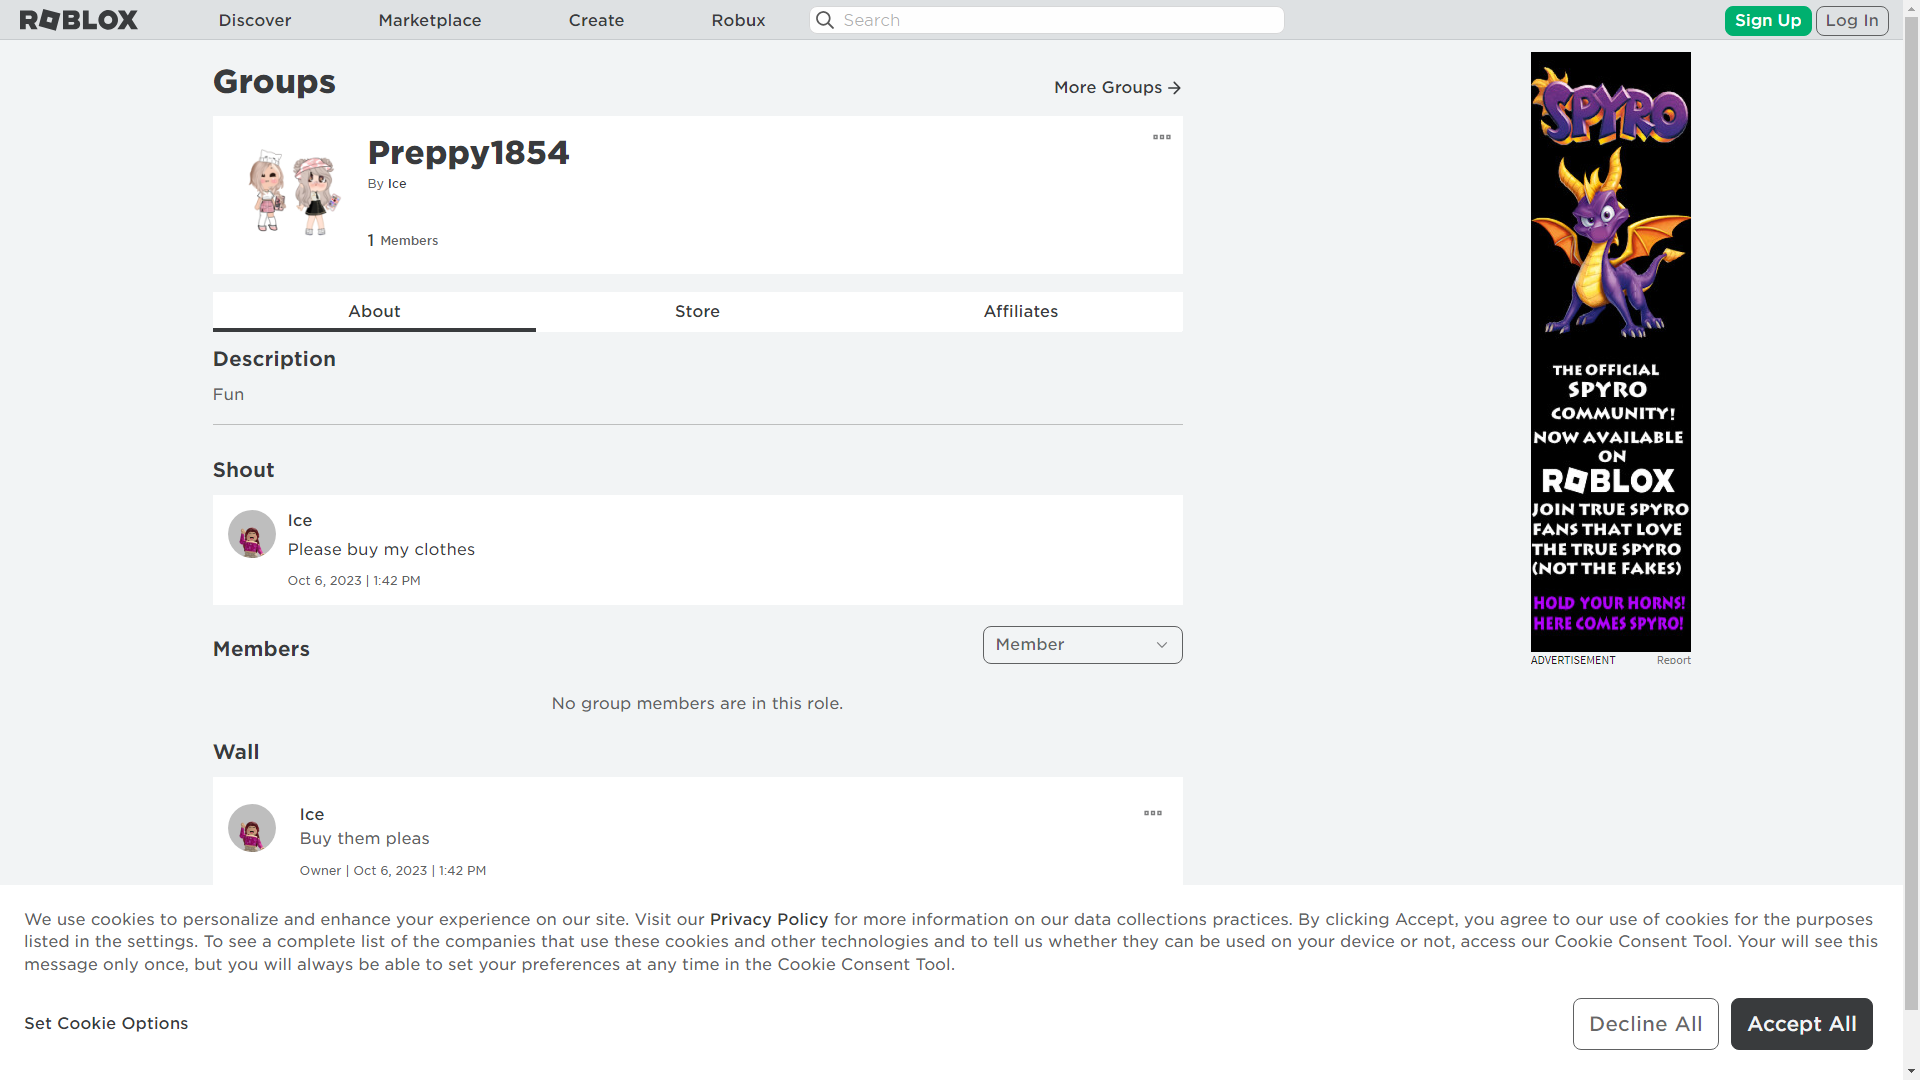 ROBLOX
Discover
Marketplace
Create
Robux
Search
Sign Up
Log In
Groups
More Groups
Preppy1854
By Ice
1 Members
About
Store
Affiliates
Description
Fun
Shout
Ice
Please buy my clothes
Oct 6, 2023 | 1:42 PM
Members
Member
No group members are in this role.
Wall
Ice
Buy them pleas
Owner | Oct 6, 2023 | 1:42 PM
SPYRO
THE OFFICIAL
SPYRO
COMMUNITY!
NOW AVAILABLE
ON
ROBLOX
JOIN TRUE SPYRO
FANS THAT LOVE
THE TRUE SPYRO
(NOT THE FAKES)
HOLD YOUR HORNS!
HERE COMES SPYRO!
ADVERTISEMENT
Report
We use cookies to personalize and enhance your experience on our site. Visit our Privacy Policy for more information on our data collections practices. By clicking Accept, you agree to our use of cookies for the purposes
listed in the settings. To see a complete list of the companies that use these cookies and other technologies and to tell us whether they can be used on your device or not, access our Cookie Consent Tool. Your will see this
message only once, but you will always be able to set your preferences at any time in the Cookie Consent Tool.
Set Cookie Options
Decline All
Accept All